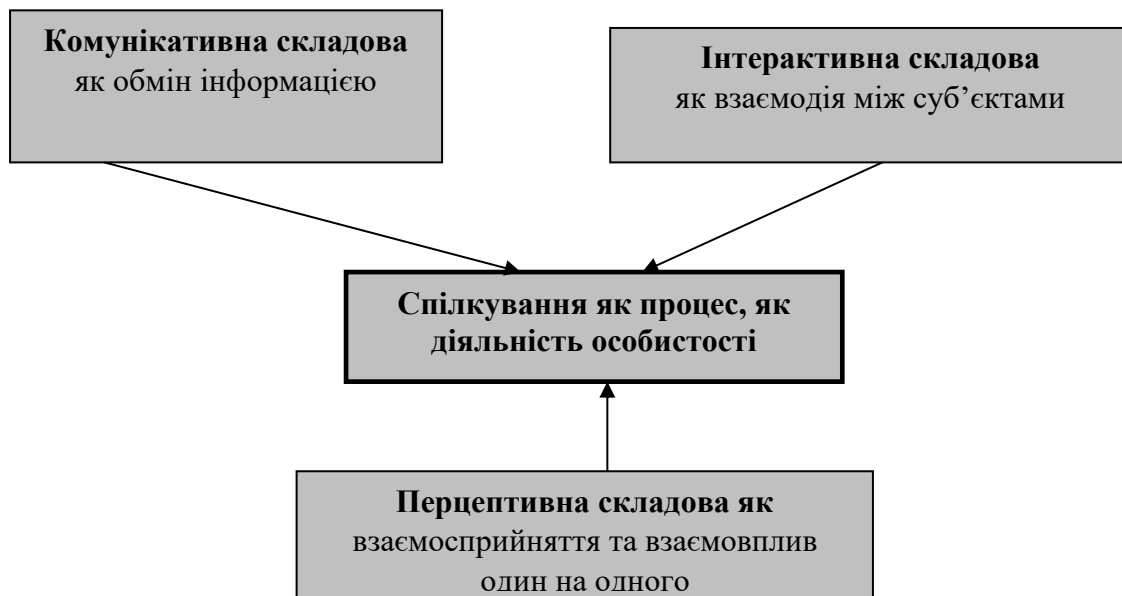 Комунікативна складова
як обмін інформацією
Інтерактивна складова
як взаємодія між суб’єктами
Спілкування як процес, як
діяльність особистості
Перцептивна складова як
взаємосприйняття та взаємовплив
один на одного